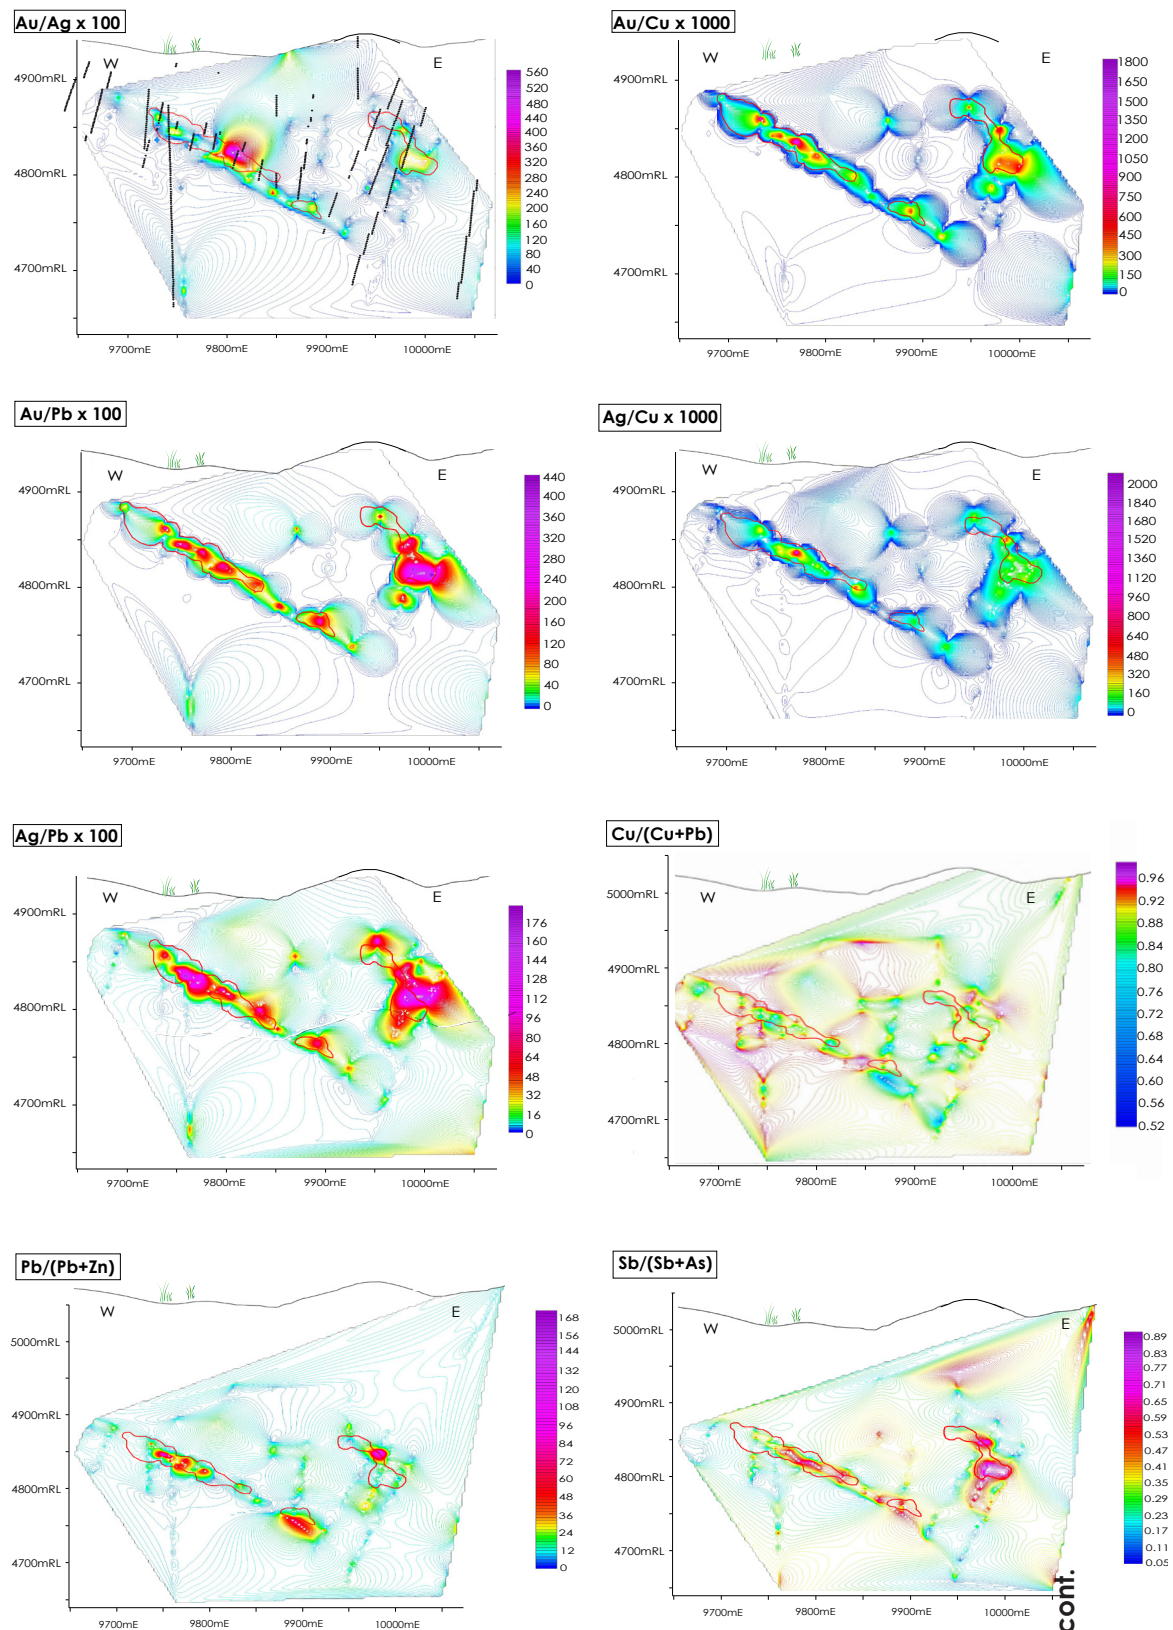 Au/Ag x 100
W
E
4900mRL
4800mRL
4700mRL
9700mE 9800mE 9900mE 10000mE
560
520
480
440
400
360
320
280
240
200
160
120
80
40
0
Au/Cu x 1000
W
E
4900mRL
4800mRL
4700mRL
9700mE 9800mE 9900mE 10000mE
1800
1650
1500
1350
1200
1050
900
750
600
450
300
150
0
Au/Pb x 100
W
E
4900mRL
4800mRL
4700mRL
9700mE 9800mE 9900mE 10000mE
440
400
360
320
280
240
200
160
120
80
40
0
Ag/Cu x 1000
W
E
4900mRL
4800mRL
4700mRL
9700mE 9800mE 9900mE 10000mE
2000
1840
1680
1520
1260
1120
960
800
640
480
320
160
0
Ag/Pb x 100
W
E
4900mRL
4800mRL
4700mRL
9700mE 9800mE 9900mE 10000mE
176
160
144
128
112
96
80
64
48
32
16
0
Cu/(Cu+Pb)
W
E
5000mRL
4900mRL
4800mRL
4700mRL
9700mE 9800mE 9900mE 10000mE
0.96
0.92
0.88
0.84
0.80
0.76
0.72
0.68
0.64
0.60
0.56
0.52
Pb/(Pb+Zn)
W
E
5000mRL
4900mRL
4800mRL
4700mRL
9700mE 9800mE 9900mE 10000mE
168
156
144
132
120
108
96
84
72
60
48
36
24
12
0
Sb/(Sb+As)
W
E
5000mRL
4900mRL
4800mRL
4700mRL
9700mE 9800mE 9900mE 10000mE
0.89
0.83
0.77
0.71
0.65
0.59
0.53
0.47
0.41
0.35
0.29
0.23
0.17
0.11
0.05
cont.